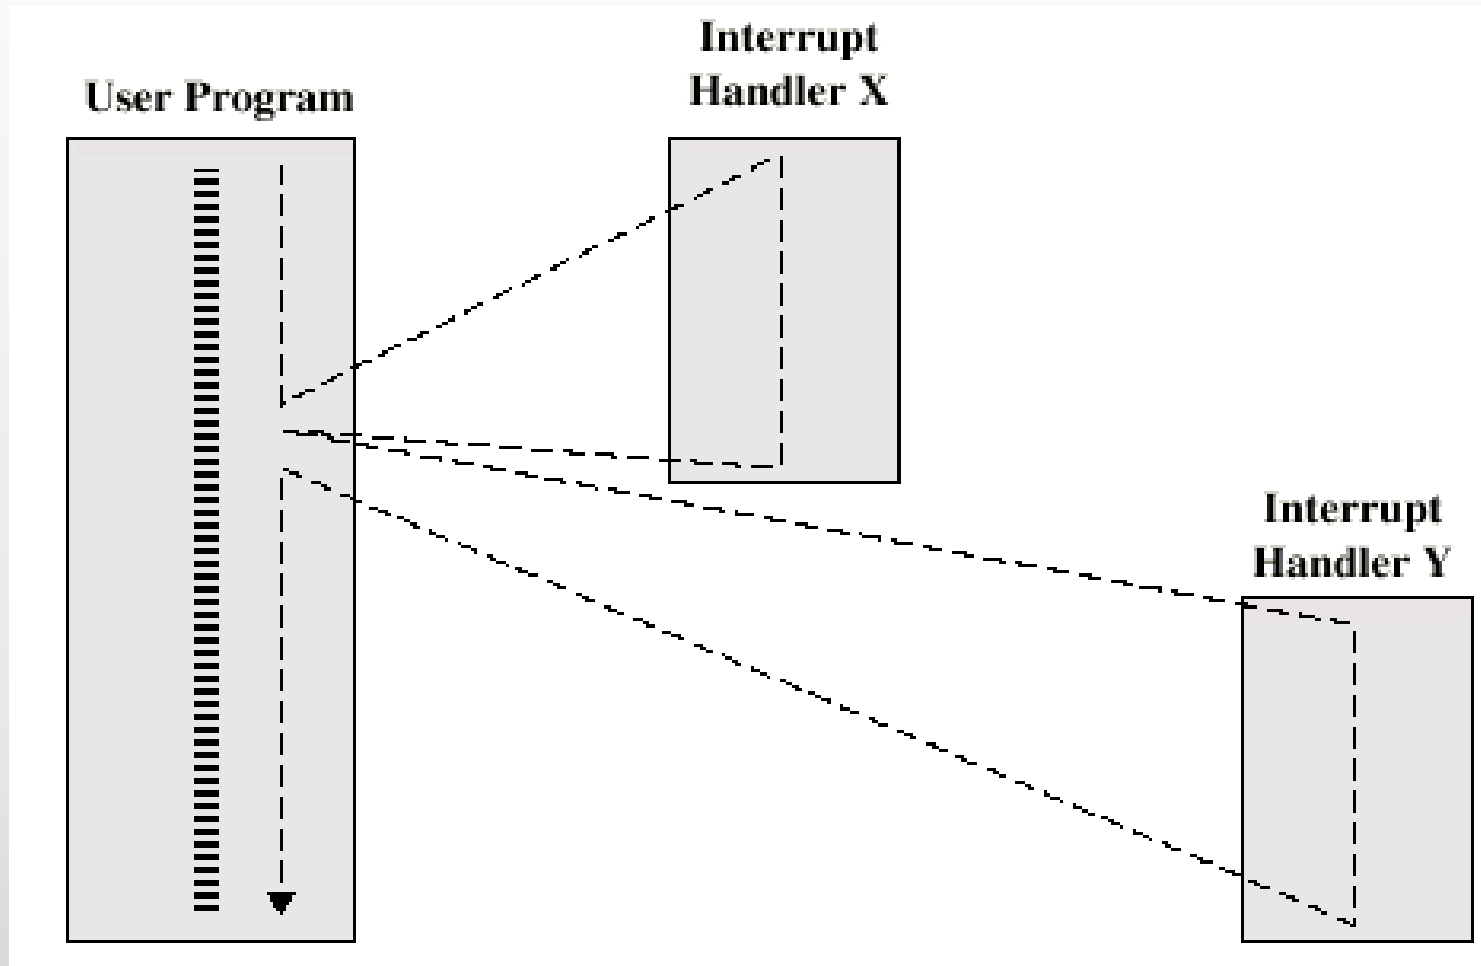 User Program
Interrupt
Handler X
Interrupt
Handler Y